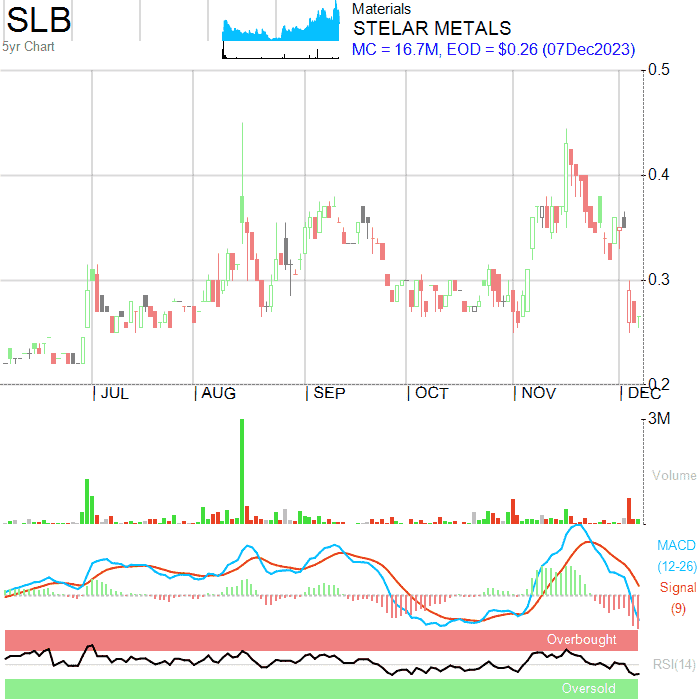 SLB
5yr Chart
Materials
STELAR METALS
MC = 16.7M, EOD = $0.26 (07Dec2023)
0.5
0.4
0.3
0.2
JUL AUG SEP OCT NOV DEC
3M
Volume
MACD
(12-26)
Signal
(9)
Overbought
RSI(14)
Oversold